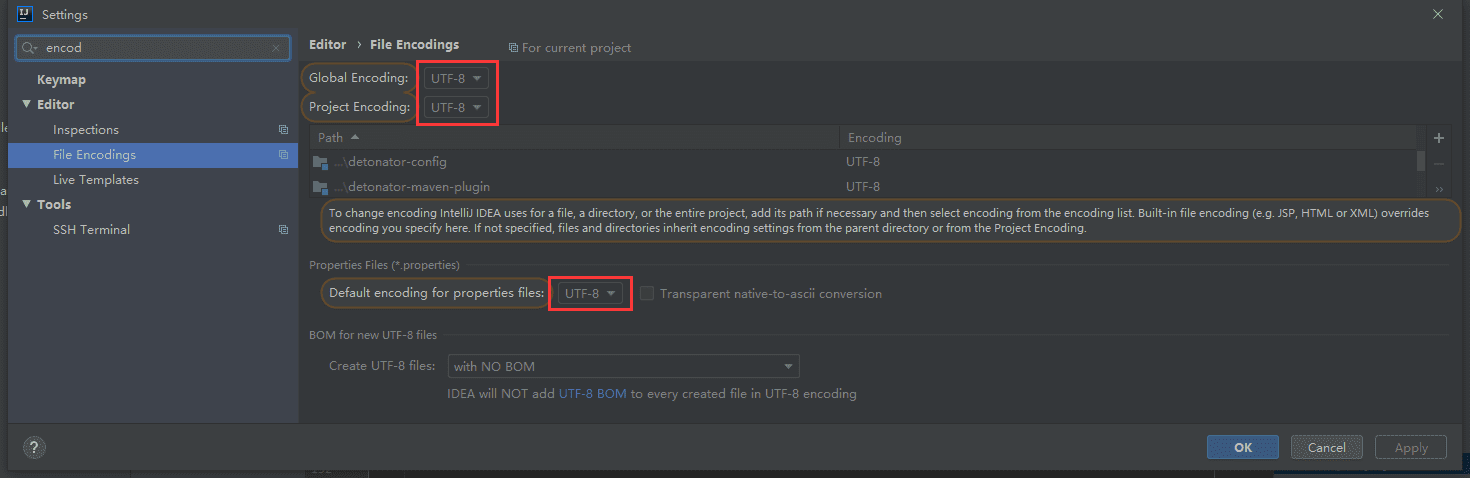 IJ Settings
encod
Keymap
Editor
Inspections
File Encodings
Live Templates
Tools
SSH Terminal
Editor › File Encodings For current project
Global Encoding: UTF-8
Project Encoding: UTF-8
Path Encoding
...\detonator-config UTF-8
...\detonator-maven-plugin UTF-8
To change encoding IntelliJ IDEA uses for a file, a directory, or the entire project, add its path if necessary and then select encoding from the encoding list. Built-in file encoding (e.g. JSP, HTML or XML) overrides
encoding you specify here. If not specified, files and directories inherit encoding settings from the parent directory or from the Project Encoding.
Properties Files (*.properties)
Default encoding for properties files: UTF-8 Transparent native-to-ascii conversion
BOM for new UTF-8 files
Create UTF-8 files: with NO BOM
IDEA will NOT add UTF-8 BOM to every created file in UTF-8 encoding
? OK Cancel Apply